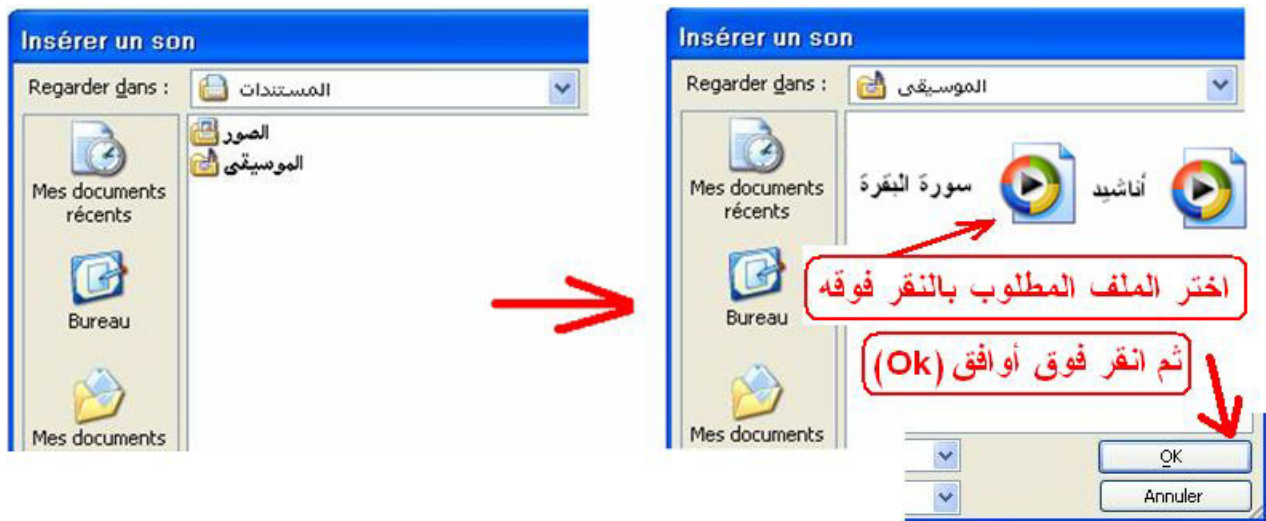 Insérer un son
Regarder dans :
المستندات
الصور
الموسيقى
Mes documents
récents
Bureau
Mes documents
Insérer un son
Regarder dans :
الموسيقى
Mes documents
récents
أناشيد
سورة البقرة
اختر الملف المطلوب بالنقر فوقه
Bureau
ثم انقر فوق أوافق (Ok)
Mes documents
OK
Annuler